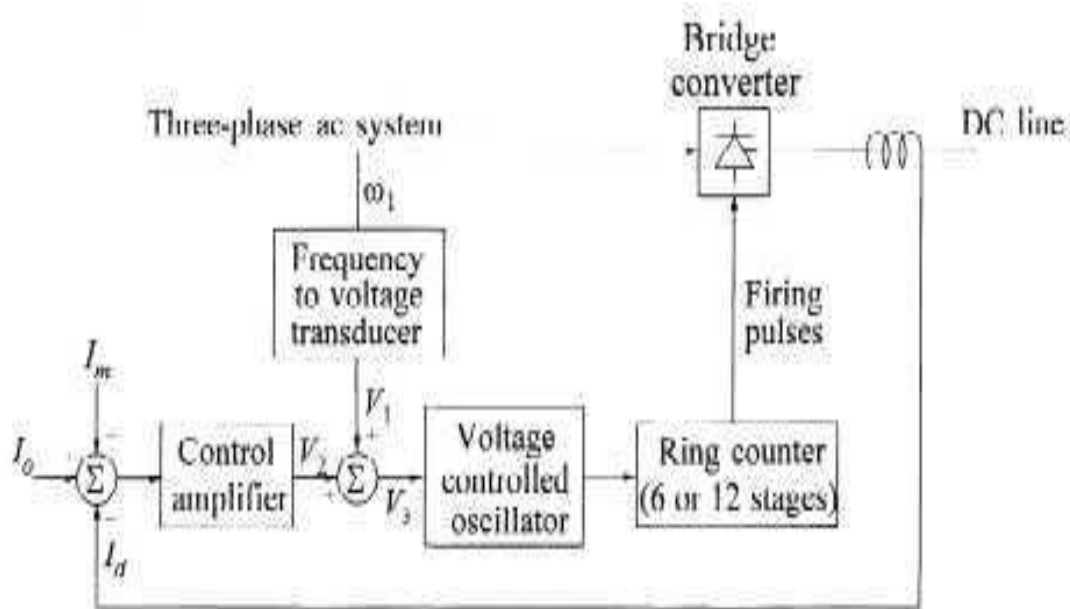 Bridge
converter
Three-phase ac system
DC line
ω1
Frequency
to voltage
transducer
Firing
pulses
Im
V1
+
−
I0
+
Σ
Control
amplifier
V2
+
Σ
V3
Voltage
controlled
oscillator
Ring counter
(6 or 12 stages)
−
Id